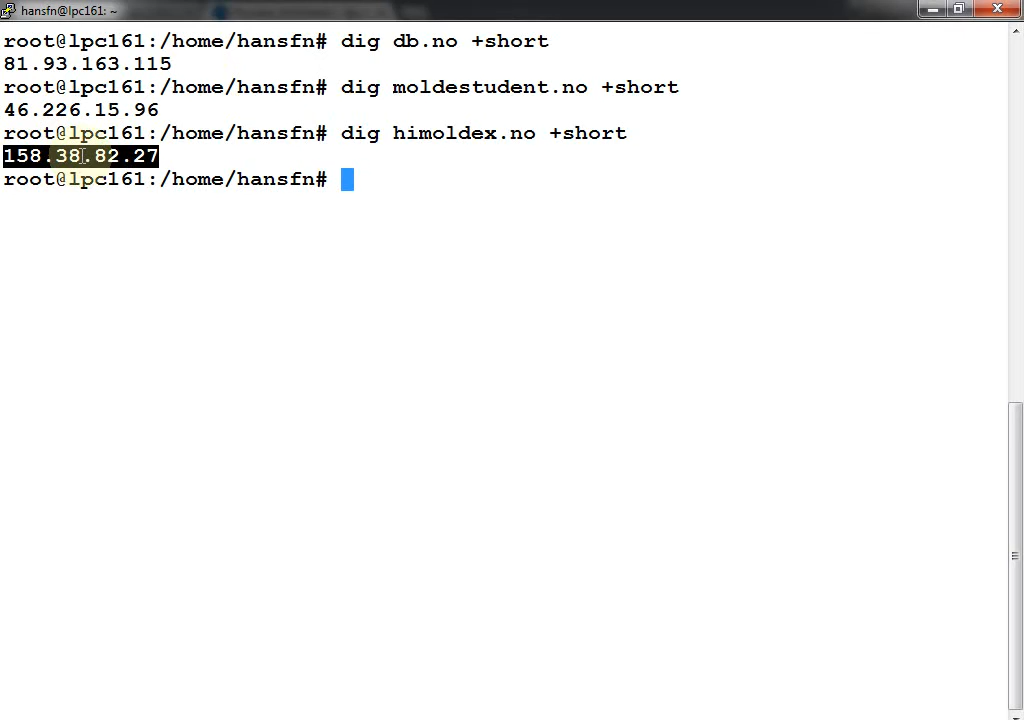 hansfn@lpc161: ~
root@lpc161:/home/hansfn# dig db.no +short
81.93.163.115
root@lpc161:/home/hansfn# dig moldestudent.no +short
46.226.15.96
root@lpc161:/home/hansfn# dig himoldex.no +short
158.38.82.27
root@lpc161:/home/hansfn#